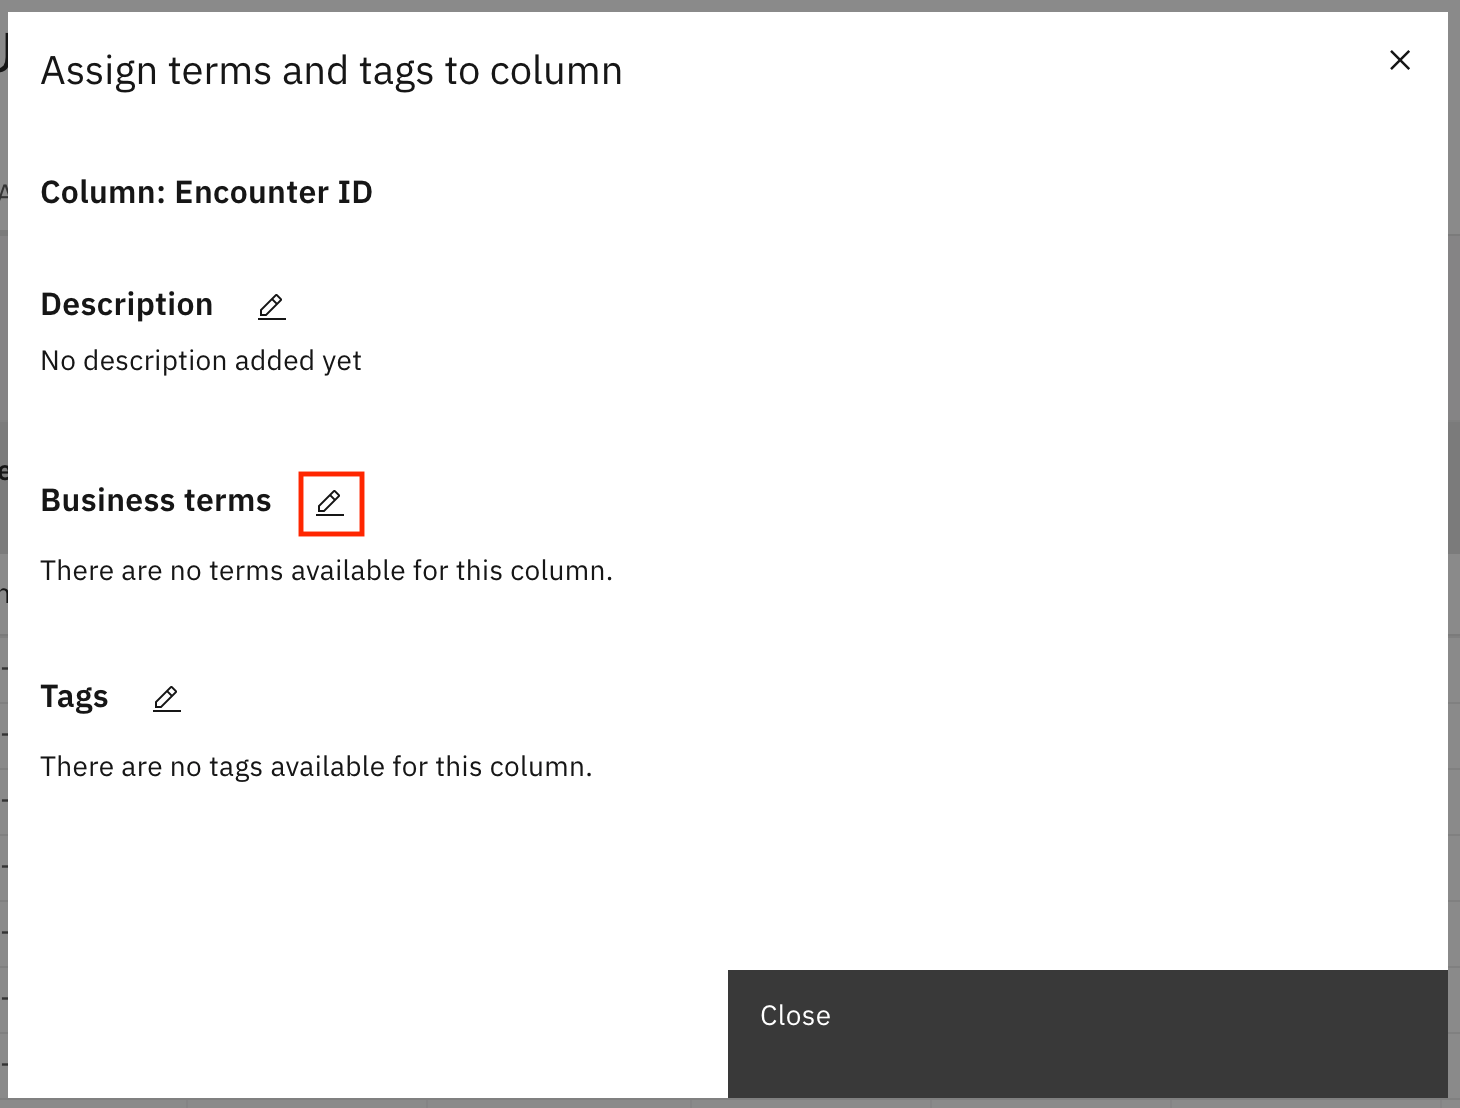 Assign terms and tags to column
Column: Encounter ID
Description
No description added yet
Business terms
There are no terms available for this column.
Tags
There are no tags available for this column.
Close